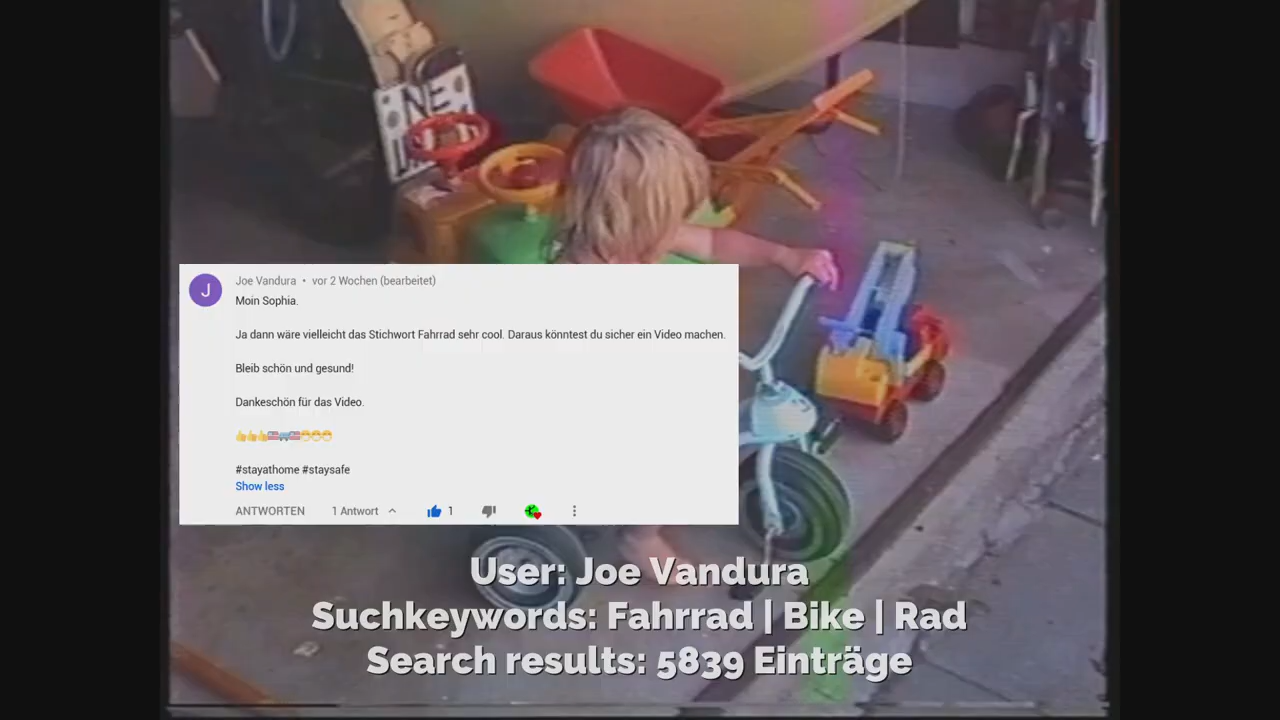 NE
Joe Vandura • vor 2 Wochen (bearbeitet)
J
Moin Sophia.
Ja dann wäre vielleicht das Stichwort Fahrrad sehr cool. Daraus könntest du sicher ein Video machen.
Bleib schön und gesund!
Dankeschön für das Video.
#stayathome #staysafe
Show less
ANTWORTEN 1 Antwort 1
User: Joe Vandura
Suchkeywords: Fahrrad | Bike | Rad
Search results: 5839 Einträge